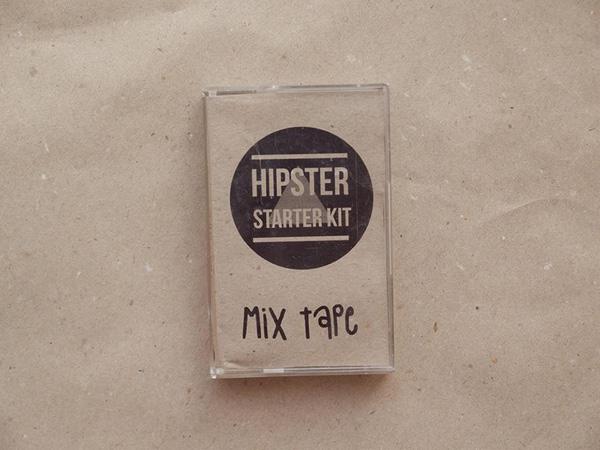 HIPSTER
STARTER KIT
Mix tape